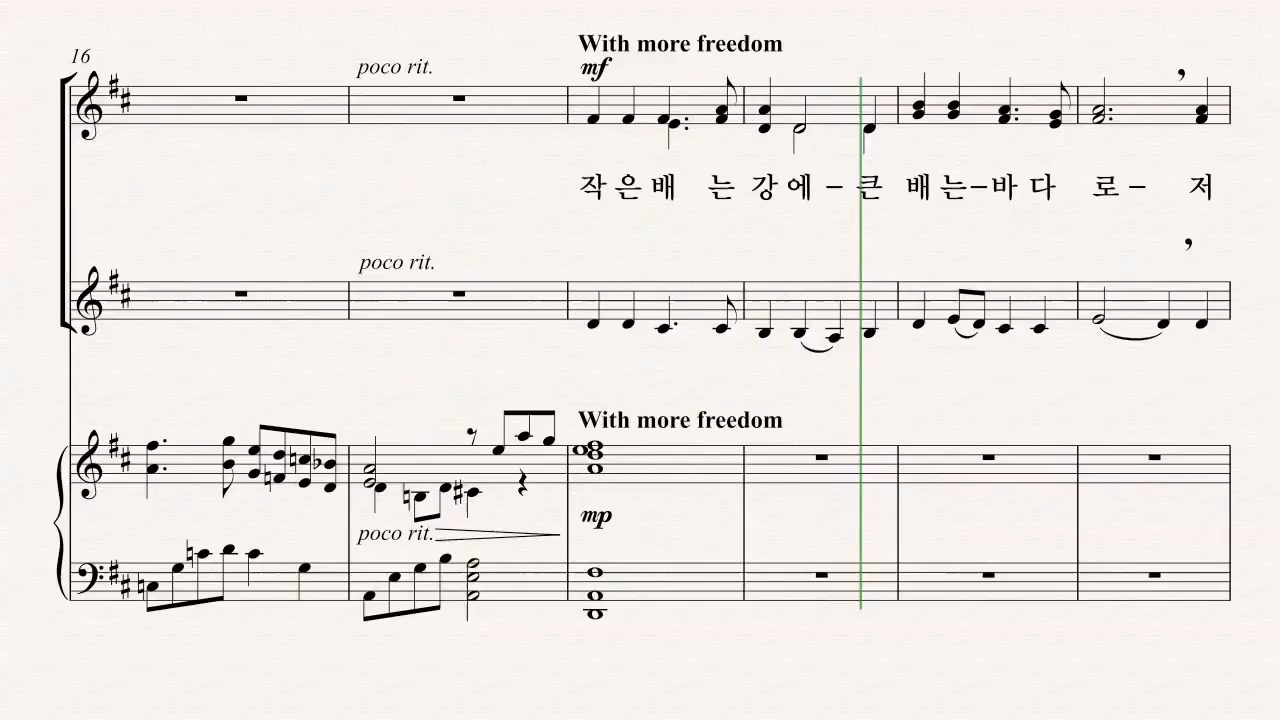 With more freedom
16
poco rit.
mf
작 은 배 는 강 에 – 큰 배 는–바 다 로 – 저
poco rit.
With more freedom
mp
poco rit.